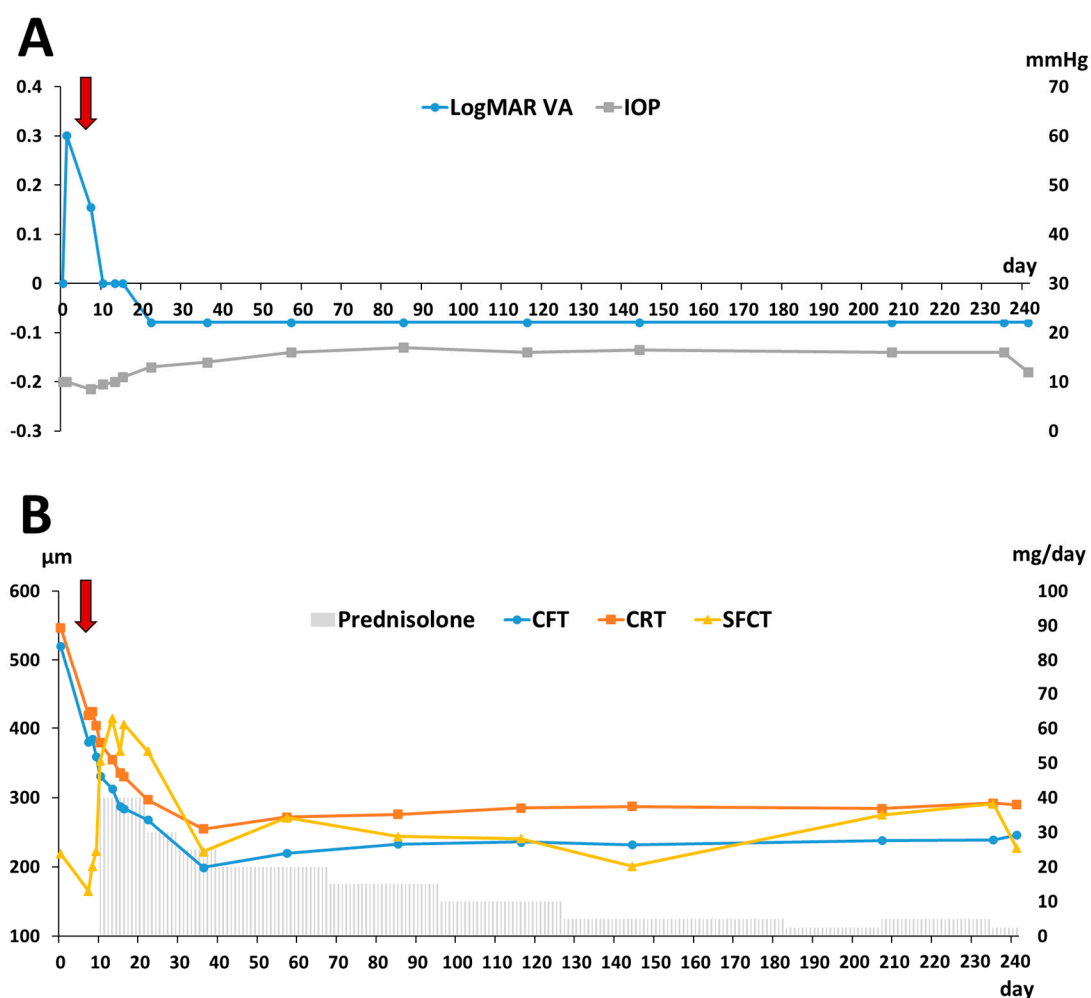 A
mmHg
0.4 70
LogMAR VA IOP
0.3 60
0.2 50
0.1 40
day
0 30
0 10 20 30 40 50 60 70 80 90 100 110 120 130 140 150 160 170 180 190 200 210 220 230 240
-0.1 20
-0.2 10
-0.3 0
B
μm mg/day
600 100
Prednisolone CFT CRT SFCT
90
500 80
70
400 60
50
300 40
30
200 20
10
100 0
0 10 20 30 40 50 60 70 80 90 100 110 120 130 140 150 160 170 180 190 200 210 220 230 240
day